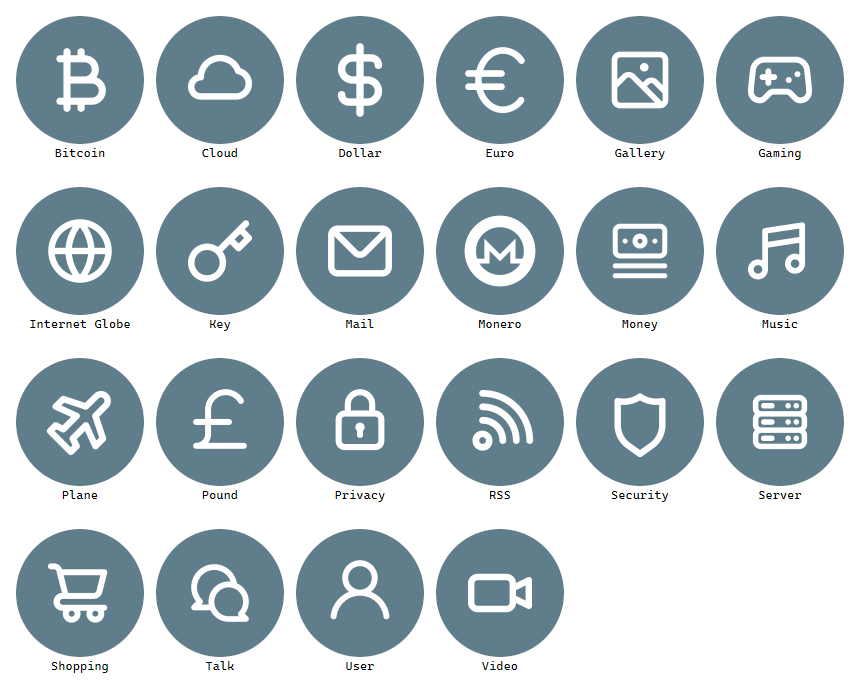 Bitcoin Cloud Dollar Euro Gallery Gaming
Internet Globe Key Mail Monero Money Music
Plane Pound Privacy RSS Security Server
Shopping Talk User Video